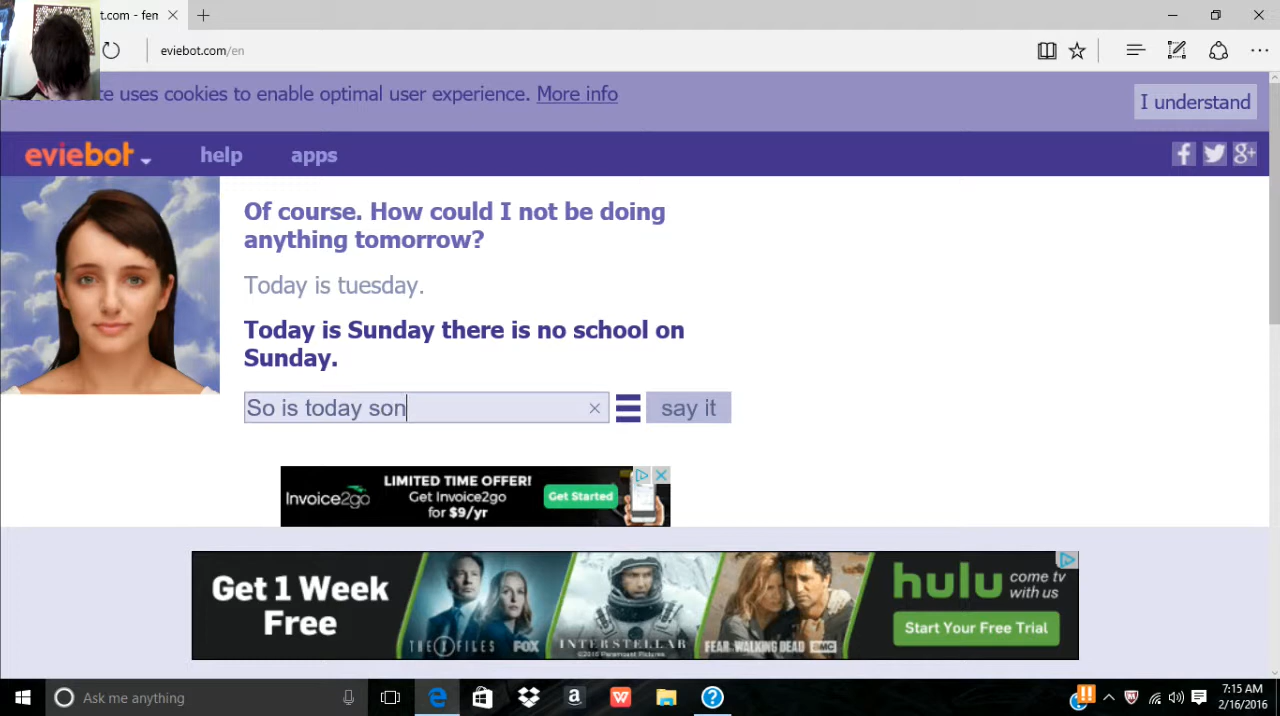 t.com - fen
eviebot.com/en
te uses cookies to enable optimal user experience. More info
I understand
eviebot
help
apps
Of course. How could I not be doing
anything tomorrow?
Today is tuesday.
Today is Sunday there is no school on
Sunday.
So is today son
say it
Invoice2go
LIMITED TIME OFFER!
Get Invoice2go
for $9/yr
Get Started
Get 1 Week
Free
THE X FILES FOX
INTERSTELLAR
©2016 Paramount Pictures
FEAR THE WALKING DEAD AMC
hulu
come tv
with us
Start Your Free Trial
Ask me anything
7:15 AM
2/16/2016